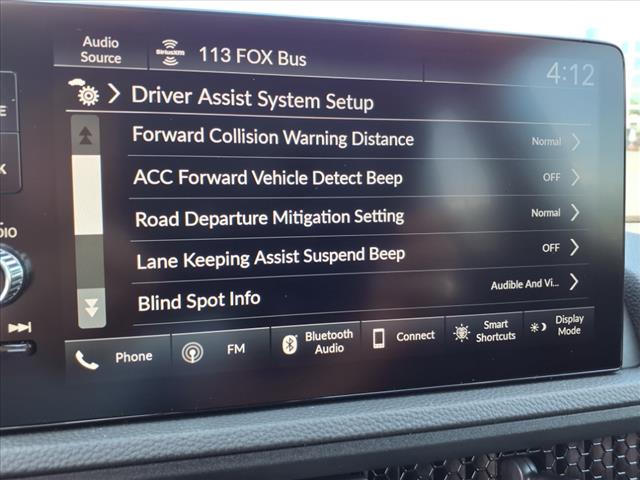 Audio
Source
SiriusXM
113 FOX Bus
4:12
Driver Assist System Setup
Forward Collision Warning Distance Normal
ACC Forward Vehicle Detect Beep OFF
Road Departure Mitigation Setting Normal
Lane Keeping Assist Suspend Beep OFF
Blind Spot Info Audible And Vi...
Phone
FM
Bluetooth
Audio
Connect
Smart
Shortcuts
Display
Mode